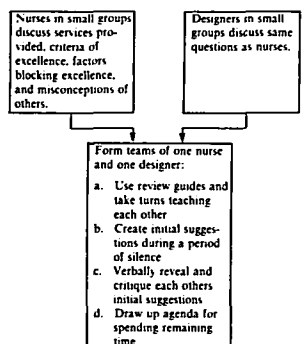 Nurses in small groups
discuss services pro-
vided, criteria of
excellence, factors
blocking excellence,
and misconceptions of
others.
Designers in small
groups discuss same
questions as nurses.
Form teams of one nurse
and one designer:
a. Use review guides and
take turns teaching
each other
b. Create initial sugges-
tions during a period
of silence
c. Verbally reveal and
critique each others
initial suggestions
d. Draw up agenda for
spending remaining
time